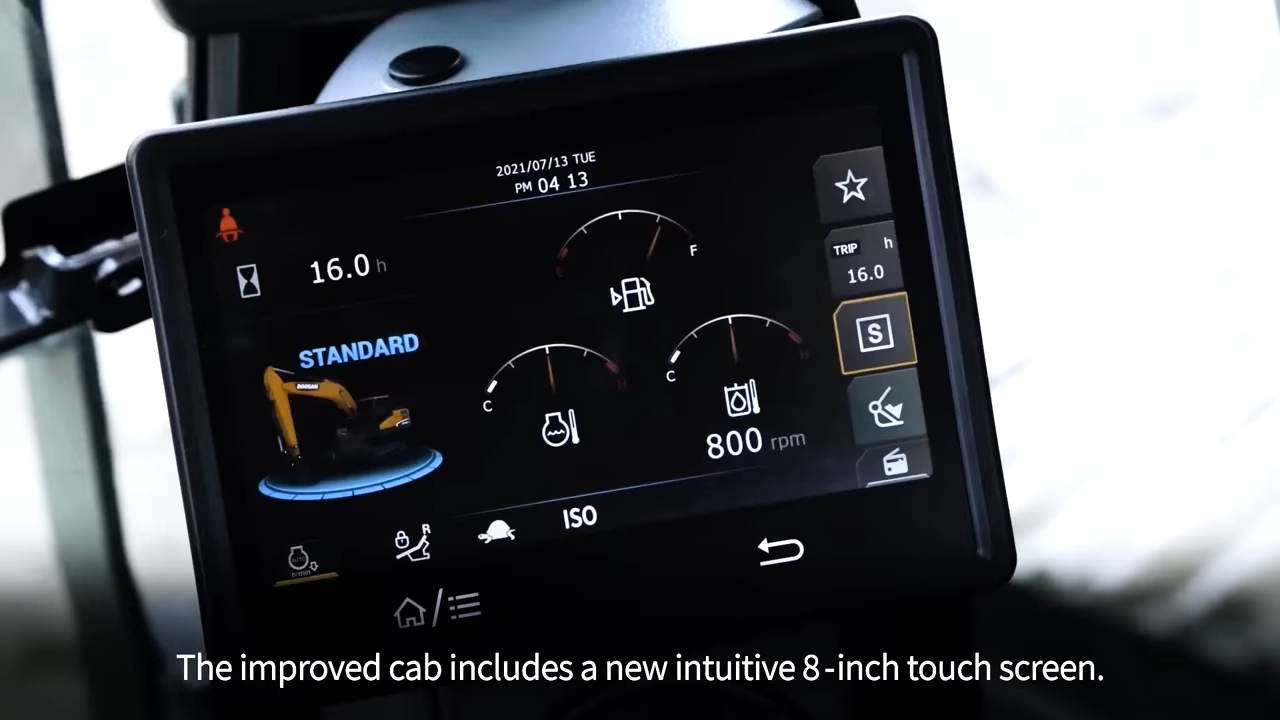 2021/07/13 TUE
PM 04 13
16.0 h
F
TRIP h
16.0
STANDARD
DOOSAN
C
H
C
H
S
800 rpm
R
ISO
The improved cab includes a new intuitive 8-inch touch screen.